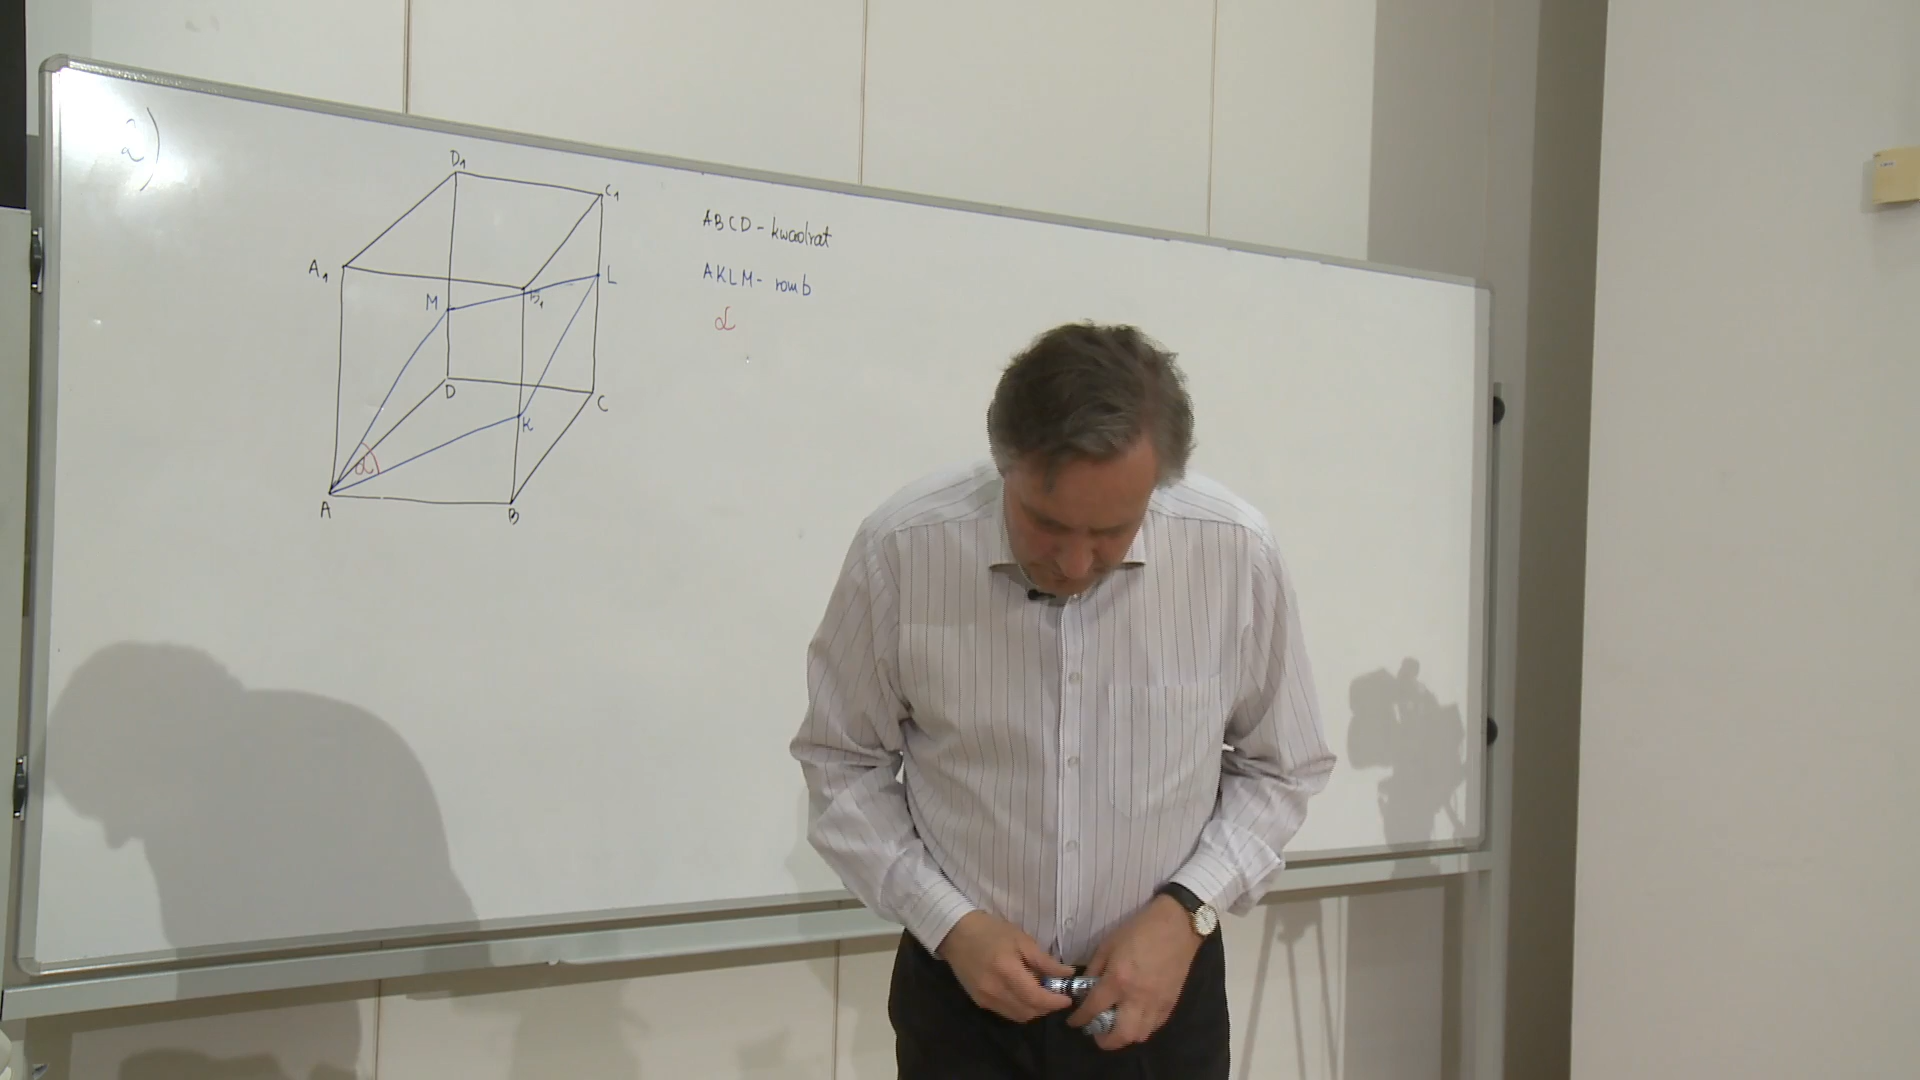 2)
D₁
C₁
A₁
M
B₁
L
D
C
K
α
A
B
ABCD - kwadrat
AKLM - romb
α